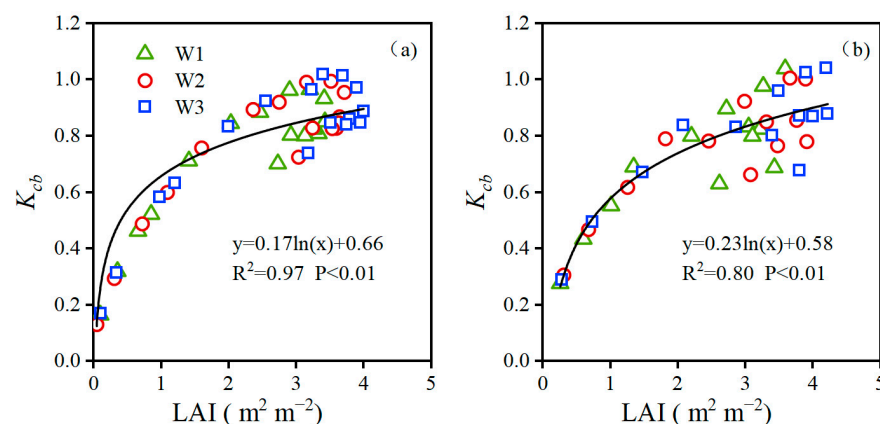 1.2
1.0
0.8
0.6
0.4
0.2
0.0
Kcb
W1
W2
W3
（a）
y=0.17ln(x)+0.66
R²=0.97 P<0.01
0 1 2 3 4 5
LAI ( m² m⁻²)
1.2
1.0
0.8
0.6
0.4
0.2
0.0
Kcb
（b）
y=0.23ln(x)+0.58
R²=0.80 P<0.01
0 1 2 3 4 5
LAI ( m² m⁻²)